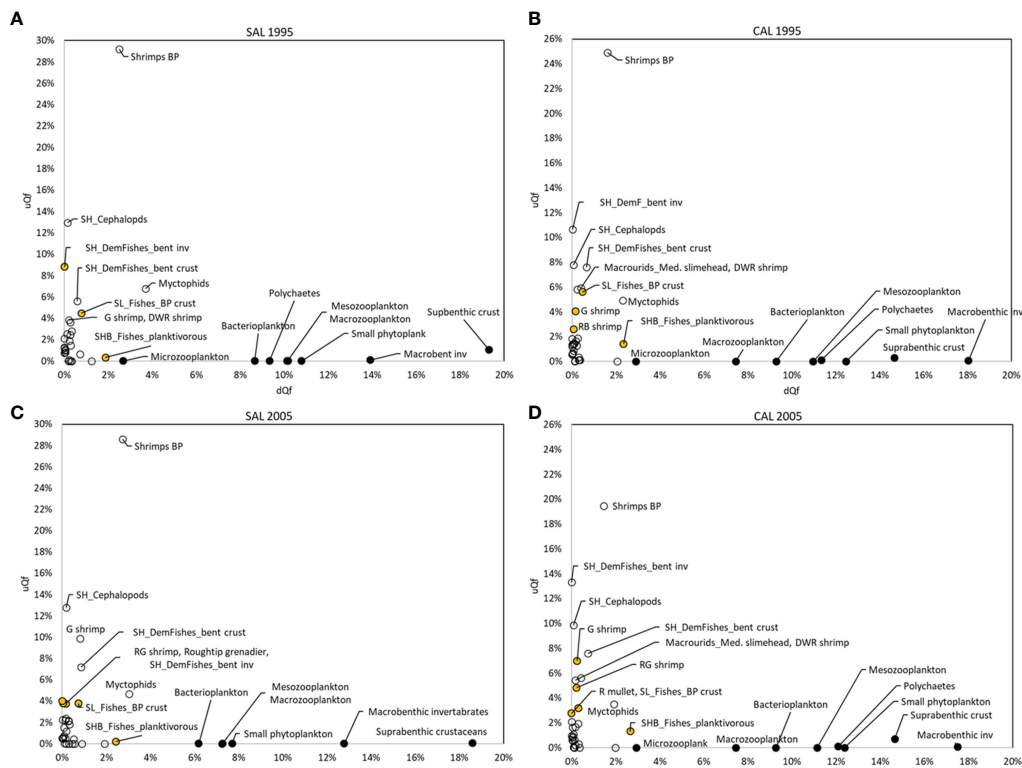 A
SAL 1995
30%
28%
26%
24%
22%
20%
18%
16%
14%
12%
10%
8%
6%
4%
2%
0%
uQf
Shrimps BP
SH_Cephalopds
SH_DemFishes_bent inv
SH_DemFishes_bent crust
Myctophids
SL_Fishes_BP crust
G shrimp, DWR shrimp
SHB_Fishes_planktivorous
Microzooplankton
Bacterioplankton
Polychaetes
Mesozooplankton
Macrozooplankton
Small phytoplank
Macrobent inv
Supbenthic crust
0% 2% 4% 6% 8% 10% 12% 14% 16% 18% 20%
dQf
B
CAL 1995
26%
24%
22%
20%
18%
16%
14%
12%
10%
8%
6%
4%
2%
0%
uQf
Shrimps BP
SH_DemF_bent inv
SH_Cephalopds
SH_DemFishes_bent crust
Macrourids_Med. slimehead, DWR shrimp
SL_Fishes_BP crust
Myctophids
G shrimp
RB shrimp
SHB_Fishes_planktivorous
Microzooplankton
Macrozooplankton
Bacterioplankton
Mesozooplankton
Polychaetes
Small phytoplankton
Suprabenthic crust
Macrobenthic inv
0% 2% 4% 6% 8% 10% 12% 14% 16% 18% 20%
dQf
C
SAL 2005
30%
28%
26%
24%
22%
20%
18%
16%
14%
12%
10%
8%
6%
4%
2%
0%
uQf
Shrimps BP
SH_Cephalopods
G shrimp
SH_DemFishes_bent crust
RG shrimp, Roughtip grenadier,
SH_DemFishes_bent inv
Myctophids
SL_Fishes_BP crust
SHB_Fishes_planktivorous
Bacterioplankton
Mesozooplankton
Macrozooplankton
Small phytoplankton
Macrobenthic invertabrates
Suprabenthic crustaceans
0% 2% 4% 6% 8% 10% 12% 14% 16% 18% 20%
D
CAL 2005
26%
24%
22%
20%
18%
16%
14%
12%
10%
8%
6%
4%
2%
0%
uQf
Shrimps BP
SH_DemFishes_bent inv
SH_Cephalopods
G shrimp
SH_DemFishes_bent crust
Macrourids_Med. slimehead, DWR shrimp
RG shrimp
R mullet, SL_Fishes_BP crust
Myctophids
SHB_Fishes_planktivorous
Microzooplank
Macrozooplankton
Bacterioplankton
Mesozooplankton
Polychaetes
Small phytoplankton
Suprabenthic crust
Macrobenthic inv
0% 2% 4% 6% 8% 10% 12% 14% 16% 18% 20%